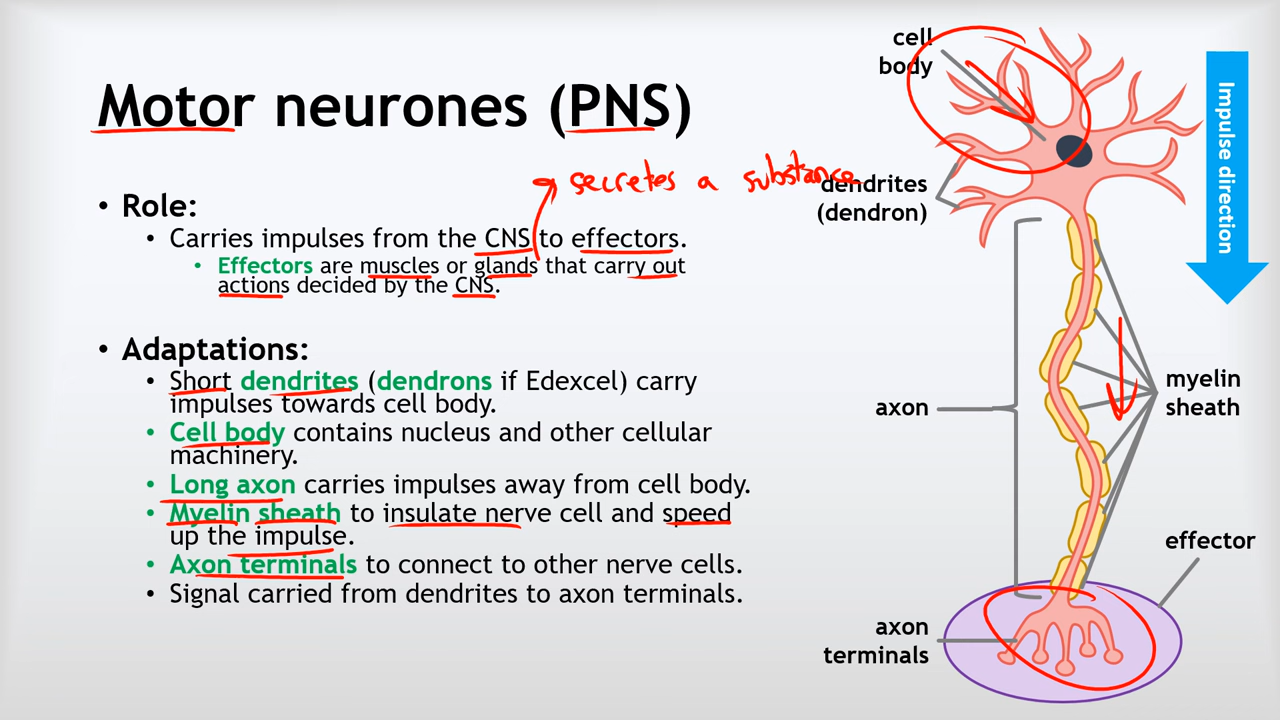 Motor neurones (PNS)
secretes a substance
• Role:
• Carries impulses from the CNS to effectors.
• Effectors are muscles or glands that carry out
actions decided by the CNS.
• Adaptations:
• Short dendrites (dendrons if Edexcel) carry
impulses towards cell body.
• Cell body contains nucleus and other cellular
machinery.
• Long axon carries impulses away from cell body.
• Myelin sheath to insulate nerve cell and speed
up the impulse.
• Axon terminals to connect to other nerve cells.
• Signal carried from dendrites to axon terminals.
cell
body
dendrites
(dendron)
Impulse direction
axon
myelin
sheath
effector
axon
terminals